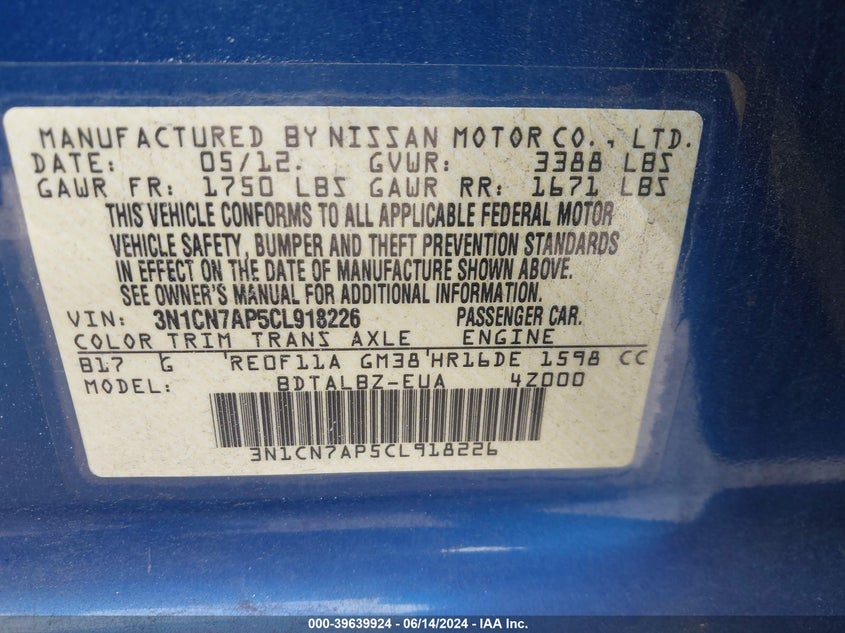 MANUFACTURED BY NISSAN MOTOR CO., LTD.
DATE: 05/12. GVWR: 3388 LBS
GAWR FR: 1750 LBS GAWR RR: 1671 LBS
THIS VEHICLE CONFORMS TO ALL APPLICABLE FEDERAL MOTOR
VEHICLE SAFETY, BUMPER AND THEFT PREVENTION STANDARDS
IN EFFECT ON THE DATE OF MANUFACTURE SHOWN ABOVE.
SEE OWNER'S MANUAL FOR ADDITIONAL INFORMATION.
VIN: 3N1CN7AP5CL918226 PASSENGER CAR.
COLOR TRIM TRANS AXLE ENGINE
B17 G RE0F11A GM38 HR16DE 1598 CC
MODEL: BDTALBZ-EUA 4Z000
3N1CN7AP5CL918226
000-39639924 - 06/14/2024 - IAA Inc.